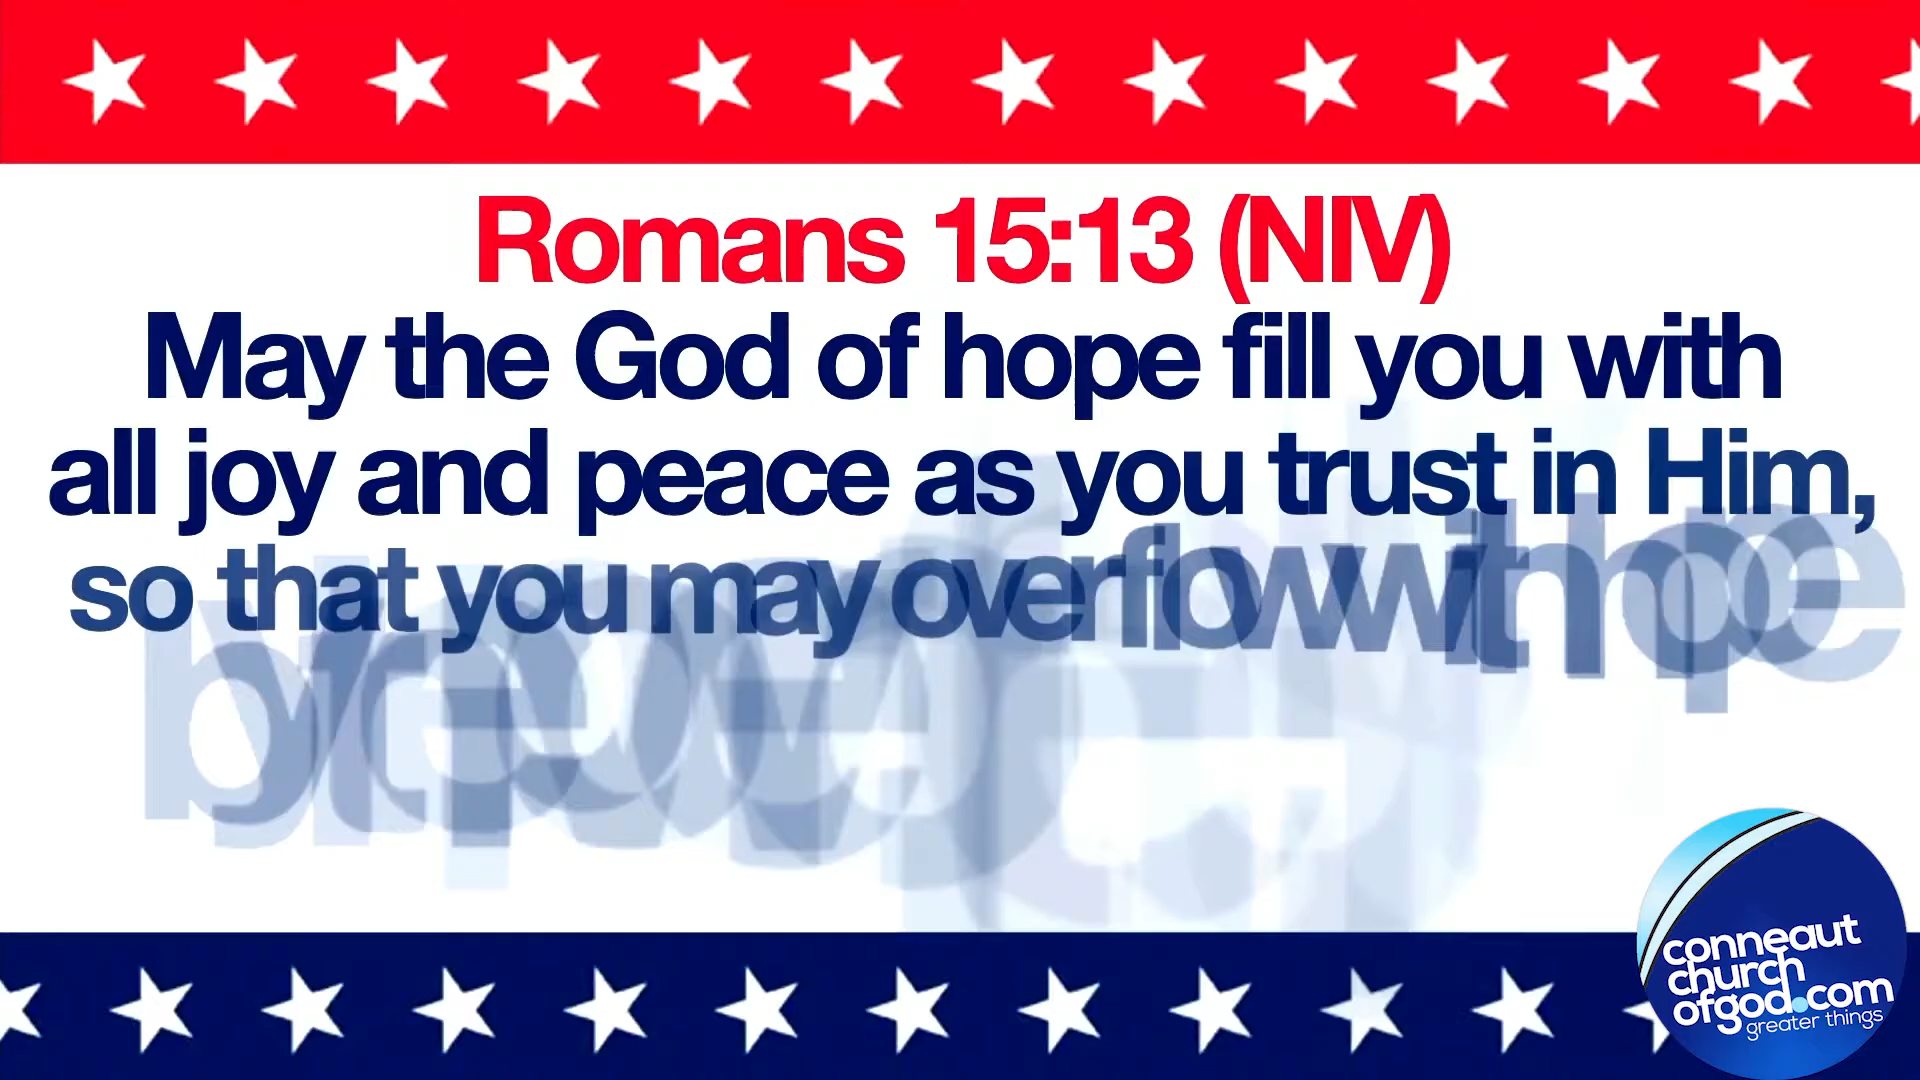 Romans 15:13 (NIV)
May the God of hope fill you with
all joy and peace as you trust in Him,
so that you may overflow with hope
conneaut
church
ofgod.com
greater things